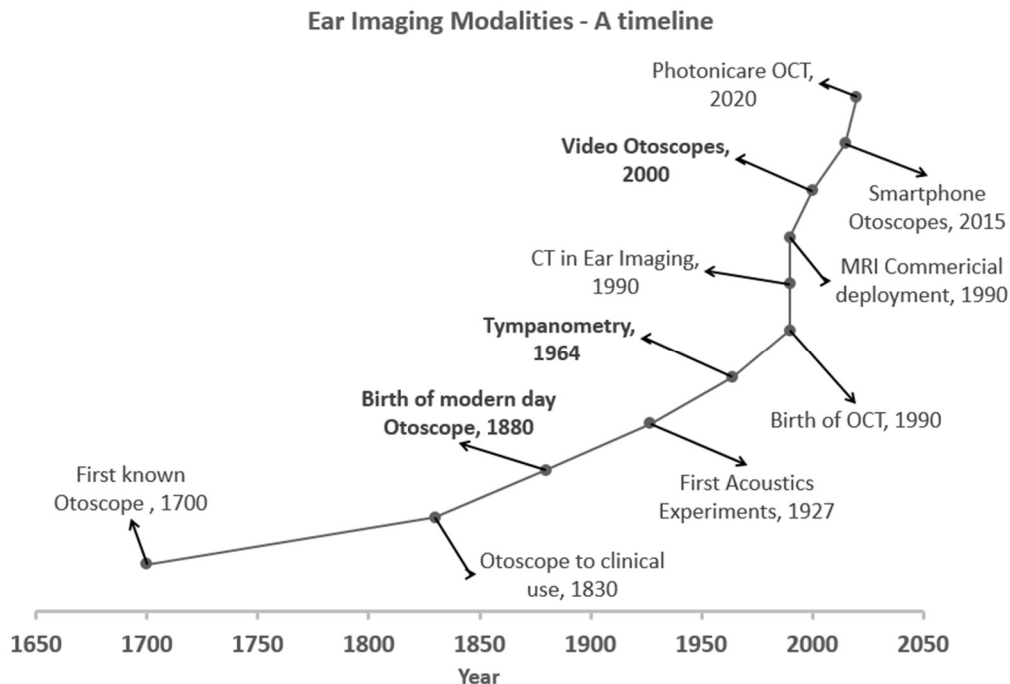 Ear Imaging Modalities - A timeline
Photonicare OCT,
2020
Video Otoscopes,
2000
Smartphone
Otoscopes, 2015
CT in Ear Imaging,
1990
MRI Commericial
deployment, 1990
Tympanometry,
1964
Birth of OCT, 1990
Birth of modern day
Otoscope, 1880
First Acoustics
Experiments, 1927
First known
Otoscope , 1700
Otoscope to clinical
use, 1830
1650 1700 1750 1800 1850 1900 1950 2000 2050
Year